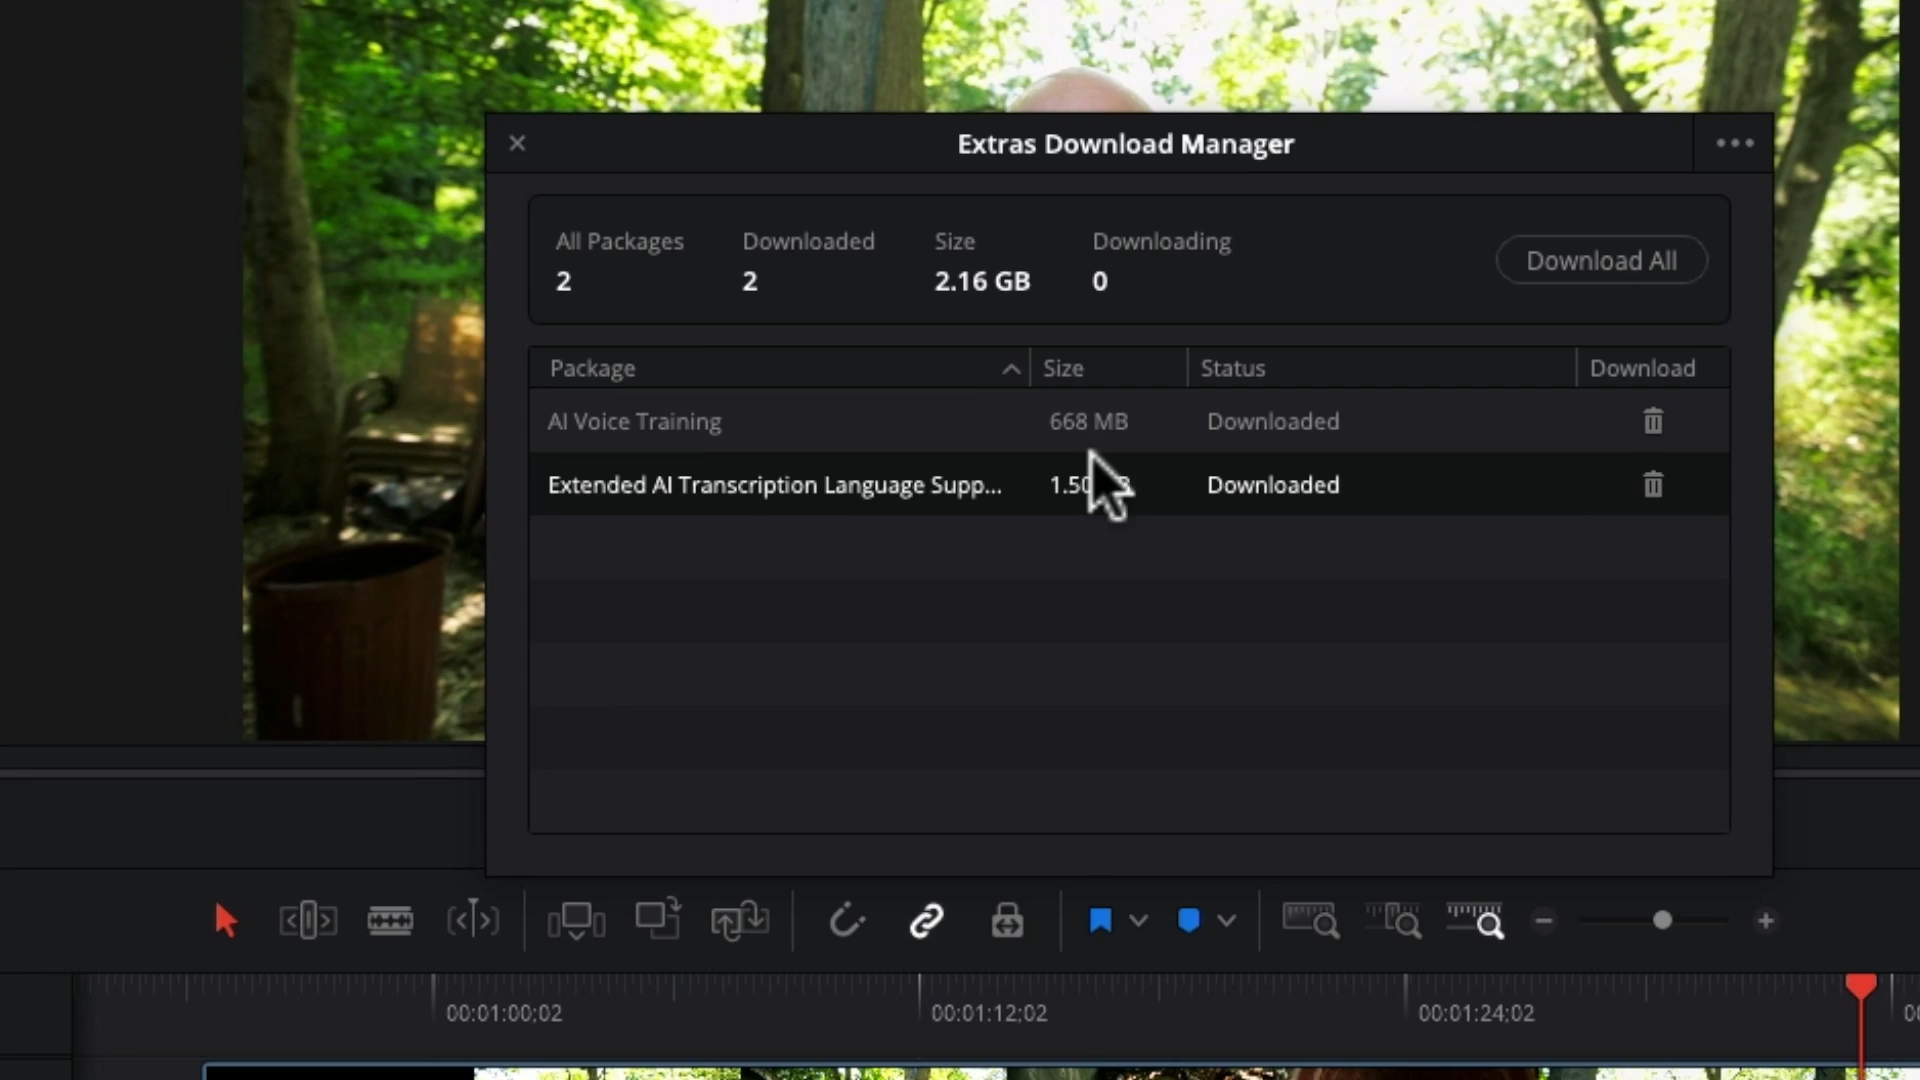 Extras Download Manager
All Packages Downloaded Size Downloading
2 2 2.16 GB 0
Download All
Package Size Status Download
AI Voice Training 668 MB Downloaded
Extended AI Transcription Language Supp... Downloaded
00:01:00;02 00:01:12;02 00:01:24;02